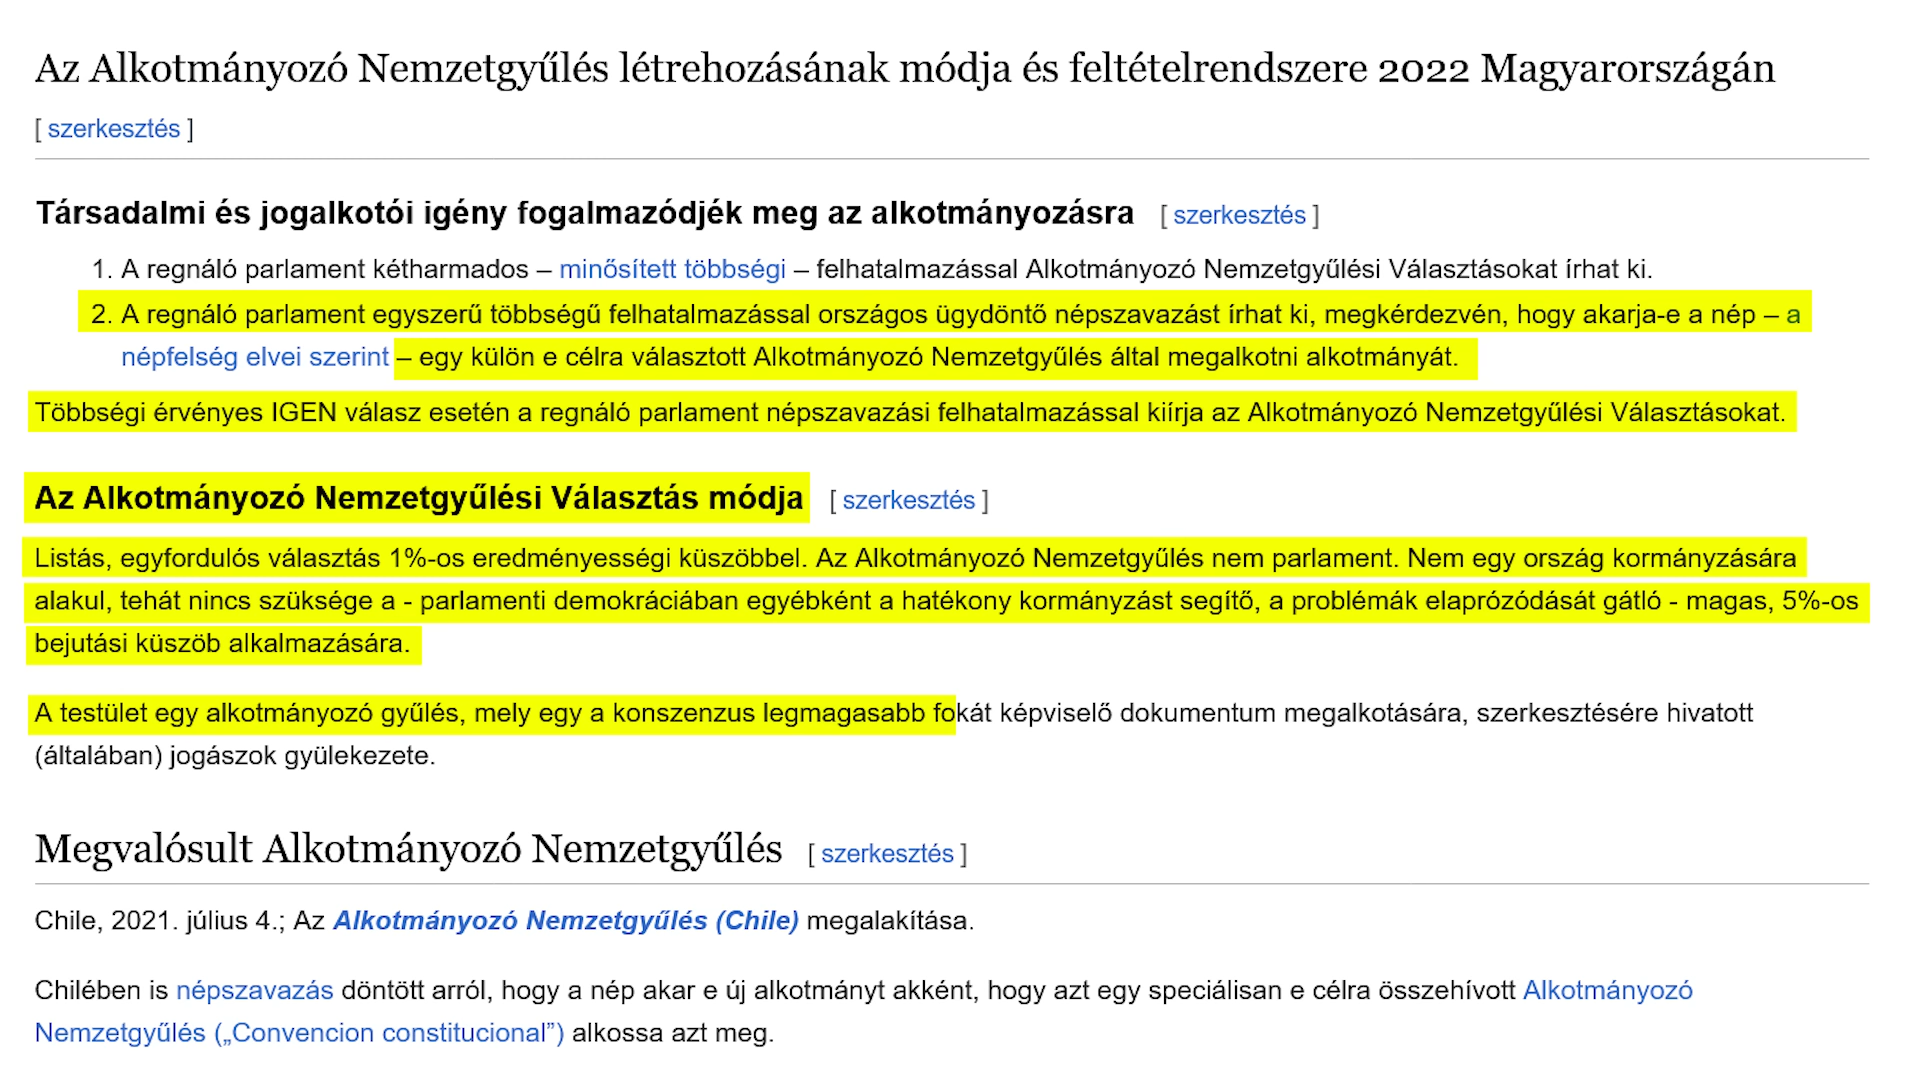 Az Alkotmányozó Nemzetgyűlés létrehozásának módja és feltételrendszere 2022 Magyarországán
[ szerkesztés ]
Társadalmi és jogalkotói igény fogalmazódjék meg az alkotmányozásra [ szerkesztés ]
1. A regnáló parlament kétharmados – minősített többségi – felhatalmazással Alkotmányozó Nemzetgyűlési Választásokat írhat ki.
2. A regnáló parlament egyszerű többségű felhatalmazással országos ügydöntő népszavazást írhat ki, megkérdezvén, hogy akarja-e a nép – a
népfelség elvei szerint – egy külön e célra választott Alkotmányozó Nemzetgyűlés által megalkotni alkotmányát.
Többségi érvényes IGEN válasz esetén a regnáló parlament népszavazási felhatalmazással kiírja az Alkotmányozó Nemzetgyűlési Választásokat.
Az Alkotmányozó Nemzetgyűlési Választás módja [ szerkesztés ]
Listás, egyfordulós választás 1%-os eredményességi küszöbbel. Az Alkotmányozó Nemzetgyűlés nem parlament. Nem egy ország kormányzására
alakul, tehát nincs szüksége a - parlamenti demokráciában egyébként a hatékony kormányzást segítő, a problémák elaprózódását gátló - magas, 5%-os
bejutási küszöb alkalmazására.
A testület egy alkotmányozó gyűlés, mely egy a konszenzus legmagasabb fokát képviselő dokumentum megalkotására, szerkesztésére hivatott
(általában) jogászok gyülekezete.
Megvalósult Alkotmányozó Nemzetgyűlés [ szerkesztés ]
Chile, 2021. július 4.; Az Alkotmányozó Nemzetgyűlés (Chile) megalakítása.
Chilében is népszavazás döntött arról, hogy a nép akar e új alkotmányt akként, hogy azt egy speciálisan e célra összehívott Alkotmányozó
Nemzetgyűlés („Convencion constitucional”) alkossa azt meg.